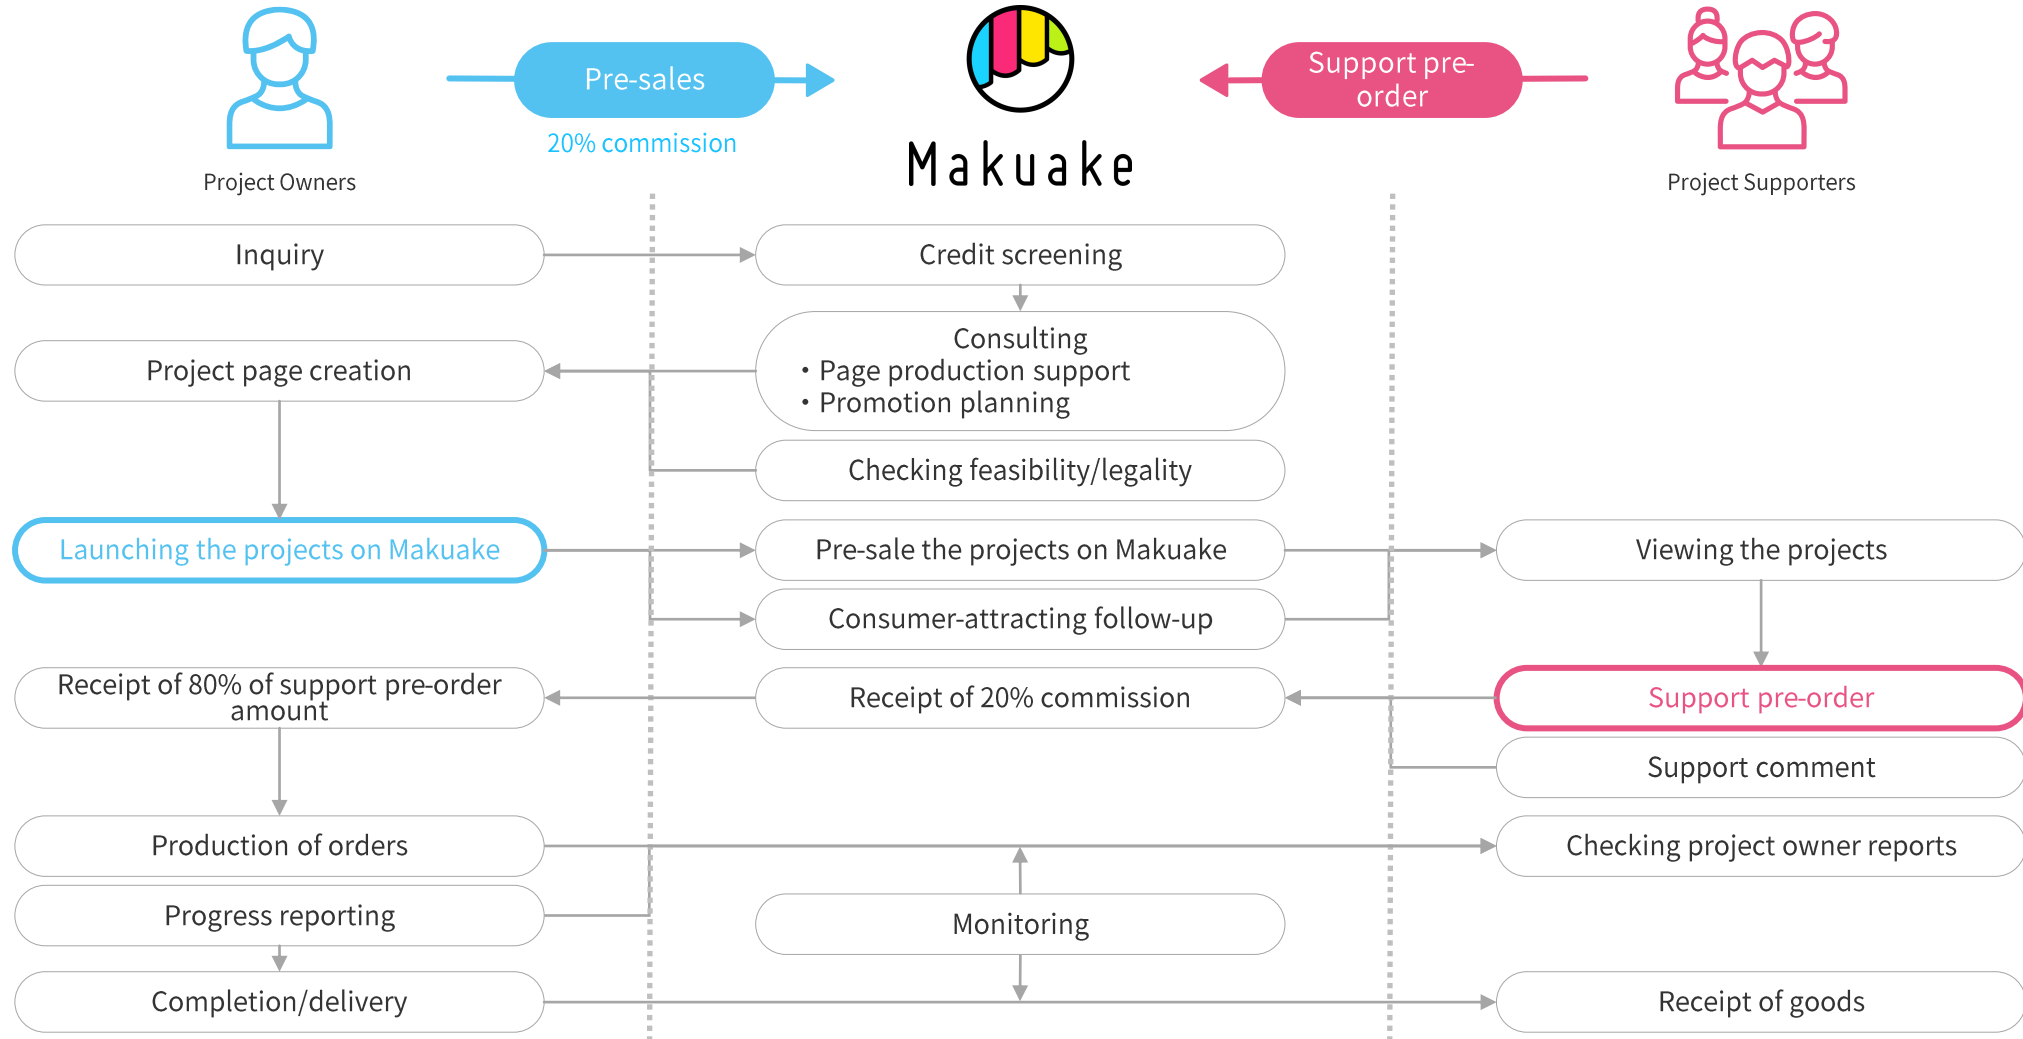 Pre-sales
Support pre-
order
20% commission
Makuake
Project Owners
Project Supporters
Inquiry
Credit screening
Consulting
・Page production support
・Promotion planning
Project page creation
Checking feasibility/legality
Launching the projects on Makuake
Pre-sale the projects on Makuake
Viewing the projects
Consumer-attracting follow-up
Receipt of 80% of support pre-order
amount
Receipt of 20% commission
Support pre-order
Support comment
Production of orders
Checking project owner reports
Progress reporting
Monitoring
Completion/delivery
Receipt of goods